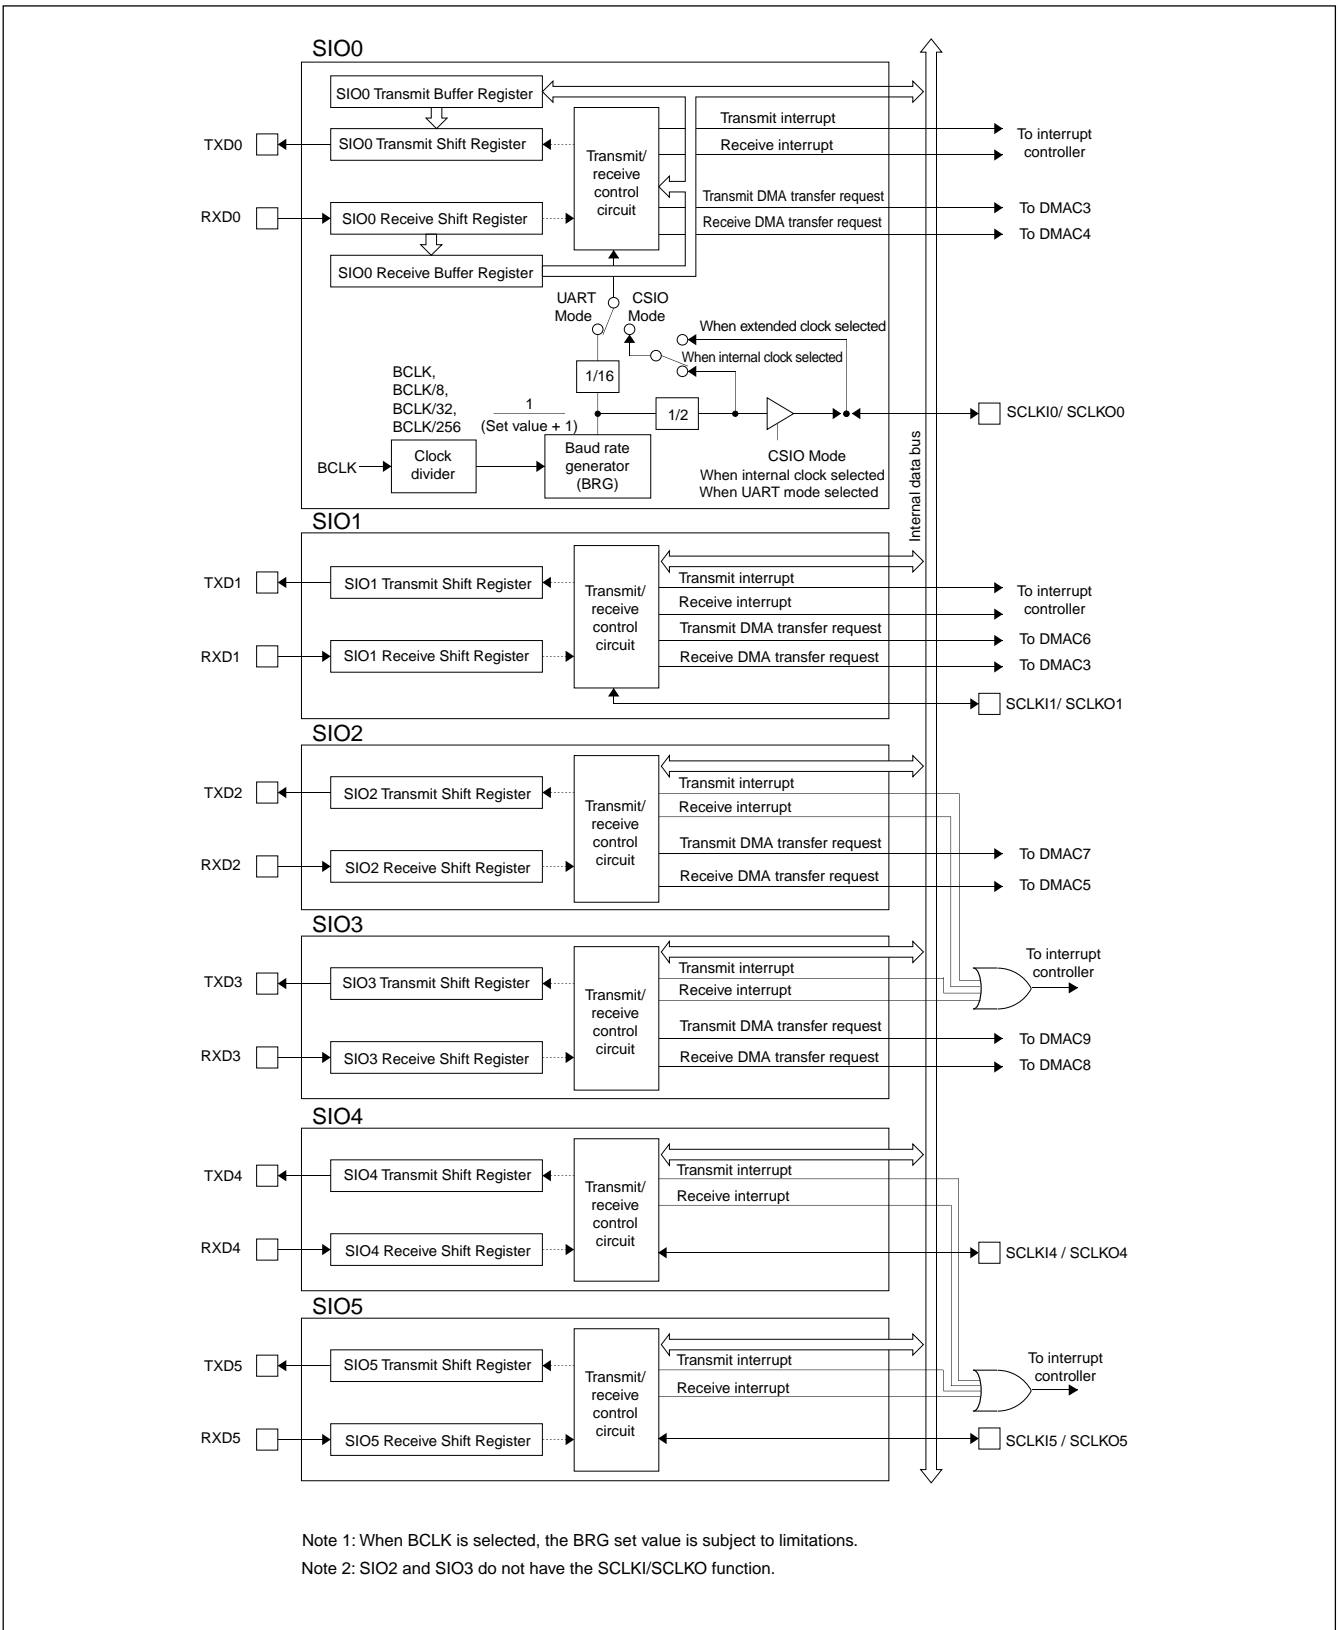 SIO0
SIO0 Transmit Buffer Register
TXD0
SIO0 Transmit Shift Register
Transmit/
receive
control
circuit
Transmit interrupt
Receive interrupt
To interrupt
controller
RXD0
SIO0 Receive Shift Register
Transmit DMA transfer request
To DMAC3
Receive DMA transfer request
To DMAC4
SIO0 Receive Buffer Register
UART
Mode
CSIO
Mode
When extended clock selected
When internal clock selected
1/16
BCLK,
BCLK/8,
BCLK/32,
BCLK/256
1
(Set value + 1)
1/2
SCLKI0/ SCLKO0
BCLK
Clock
divider
Baud rate
generator
(BRG)
CSIO Mode
When internal clock selected
When UART mode selected
Internal data bus
SIO1
TXD1
SIO1 Transmit Shift Register
Transmit/
receive
control
circuit
Transmit interrupt
Receive interrupt
To interrupt
controller
RXD1
SIO1 Receive Shift Register
Transmit DMA transfer request
To DMAC6
Receive DMA transfer request
To DMAC3
SCLKI1/ SCLKO1
SIO2
TXD2
SIO2 Transmit Shift Register
Transmit/
receive
control
circuit
Transmit interrupt
Receive interrupt
RXD2
SIO2 Receive Shift Register
Transmit DMA transfer request
To DMAC7
Receive DMA transfer request
To DMAC5
SIO3
TXD3
SIO3 Transmit Shift Register
Transmit/
receive
control
circuit
Transmit interrupt
Receive interrupt
To interrupt
controller
RXD3
SIO3 Receive Shift Register
Transmit DMA transfer request
To DMAC9
Receive DMA transfer request
To DMAC8
SIO4
TXD4
SIO4 Transmit Shift Register
Transmit/
receive
control
circuit
Transmit interrupt
Receive interrupt
RXD4
SIO4 Receive Shift Register
SCLKI4 / SCLKO4
SIO5
TXD5
SIO5 Transmit Shift Register
Transmit/
receive
control
circuit
Transmit interrupt
Receive interrupt
To interrupt
controller
RXD5
SIO5 Receive Shift Register
SCLKI5 / SCLKO5
Note 1: When BCLK is selected, the BRG set value is subject to limitations.
Note 2: SIO2 and SIO3 do not have the SCLKI/SCLKO function.